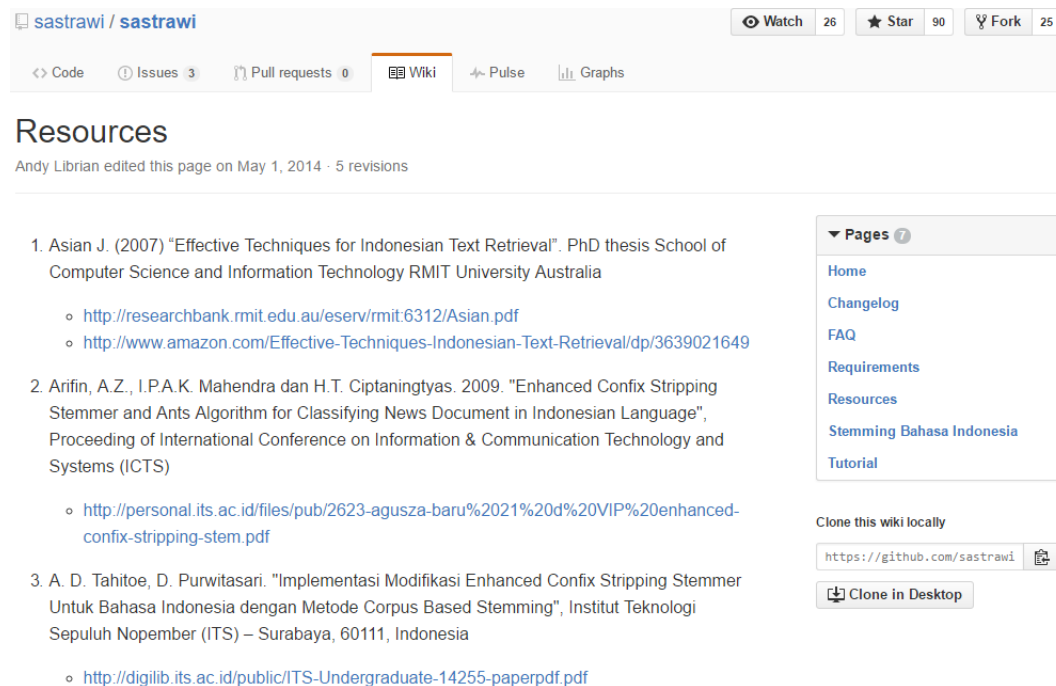 sastrawi / sastrawi
Watch 26 Star 90 Fork 25
Code Issues 3 Pull requests 0 Wiki Pulse Graphs
Resources
Andy Librian edited this page on May 1, 2014 · 5 revisions
1. Asian J. (2007) “Effective Techniques for Indonesian Text Retrieval”. PhD thesis School of
Computer Science and Information Technology RMIT University Australia
http://researchbank.rmit.edu.au/eserv/rmit:6312/Asian.pdf
http://www.amazon.com/Effective-Techniques-Indonesian-Text-Retrieval/dp/3639021649
2. Arifin, A.Z., I.P.A.K. Mahendra dan H.T. Ciptaningtyas. 2009. "Enhanced Confix Stripping
Stemmer and Ants Algorithm for Classifying News Document in Indonesian Language",
Proceeding of International Conference on Information & Communication Technology and
Systems (ICTS)
http://personal.its.ac.id/files/pub/2623-agusza-baru%2021%20d%20VIP%20enhanced-
confix-stripping-stem.pdf
3. A. D. Tahitoe, D. Purwitasari. "Implementasi Modifikasi Enhanced Confix Stripping Stemmer
Untuk Bahasa Indonesia dengan Metode Corpus Based Stemming", Institut Teknologi
Sepuluh Nopember (ITS) – Surabaya, 60111, Indonesia
http://digilib.its.ac.id/public/ITS-Undergraduate-14255-paperpdf.pdf
Pages 7
Home
Changelog
FAQ
Requirements
Resources
Stemming Bahasa Indonesia
Tutorial
Clone this wiki locally
https://github.com/sastrawi
Clone in Desktop